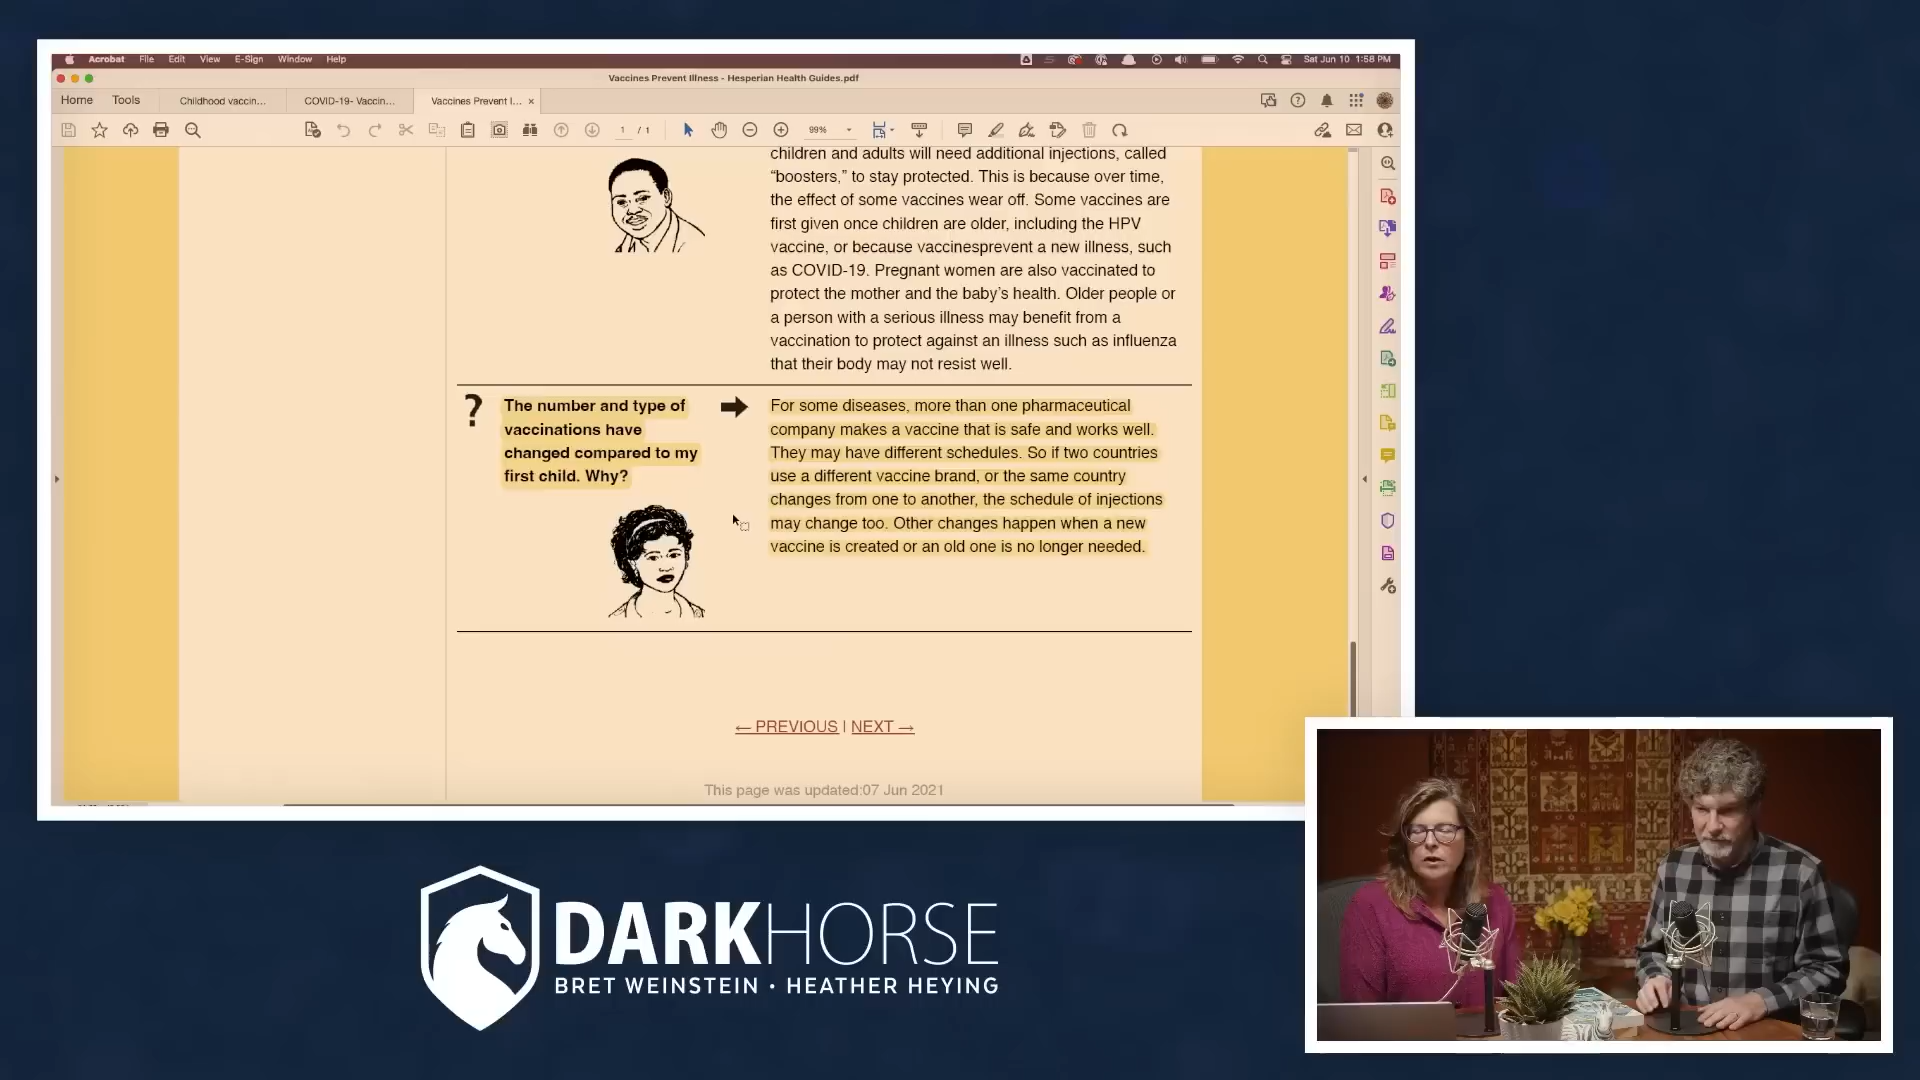 Acrobat File Edit View E-Sign Window Help Sat Jun 10 1:58 PM
Vaccines Prevent Illness - Hesperian Health Guides.pdf
Home Tools Childhood vaccin... COVID-19- Vaccin... Vaccines Prevent I... ×
1 / 1 99%
children and adults will need additional injections, called
“boosters,” to stay protected. This is because over time,
the effect of some vaccines wear off. Some vaccines are
first given once children are older, including the HPV
vaccine, or because vaccinesprevent a new illness, such
as COVID-19. Pregnant women are also vaccinated to
protect the mother and the baby’s health. Older people or
a person with a serious illness may benefit from a
vaccination to protect against an illness such as influenza
that their body may not resist well.
?
The number and type of
vaccinations have
changed compared to my
first child. Why?
For some diseases, more than one pharmaceutical
company makes a vaccine that is safe and works well.
They may have different schedules. So if two countries
use a different vaccine brand, or the same country
changes from one to another, the schedule of injections
may change too. Other changes happen when a new
vaccine is created or an old one is no longer needed.
← PREVIOUS | NEXT →
This page was updated:07 Jun 2021
DARKHORSE
BRET WEINSTEIN • HEATHER HEYING